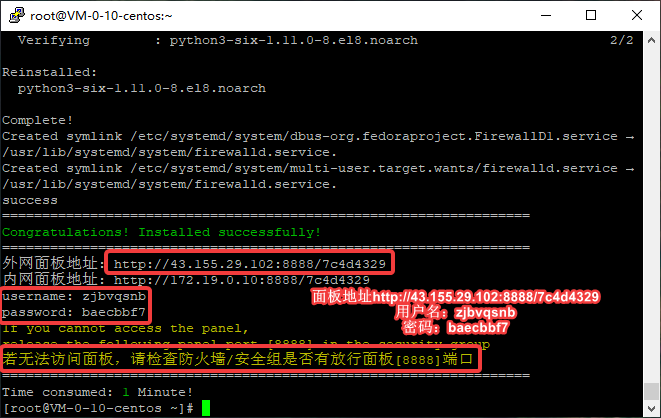 root@VM-0-10-centos:~
Verifying : python3-six-1.11.0-8.el8.noarch 2/2
Reinstalled:
python3-six-1.11.0-8.el8.noarch
Complete!
Created symlink /etc/systemd/system/dbus-org.fedoraproject.FirewallD1.service →
/usr/lib/systemd/system/firewalld.service.
Created symlink /etc/systemd/system/multi-user.target.wants/firewalld.service →
/usr/lib/systemd/system/firewalld.service.
success
==================================================================
Congratulations! Installed successfully!
==================================================================
外网面板地址: http://43.155.29.102:8888/7c4d4329
内网面板地址: http://172.19.0.10:8888/7c4d4329
username: zjbvqsnb
password: baecbbf7
面板地址http://43.155.29.102:8888/7c4d4329
用户名：zjbvqsnb
密码：baecbbf7
If you cannot access the panel,
release the following panel port [8888] in the security group
若无法访问面板，请检查防火墙/安全组是否有放行面板[8888]端口
==================================================================
Time consumed: 1 Minute!
[root@VM-0-10-centos ~]#